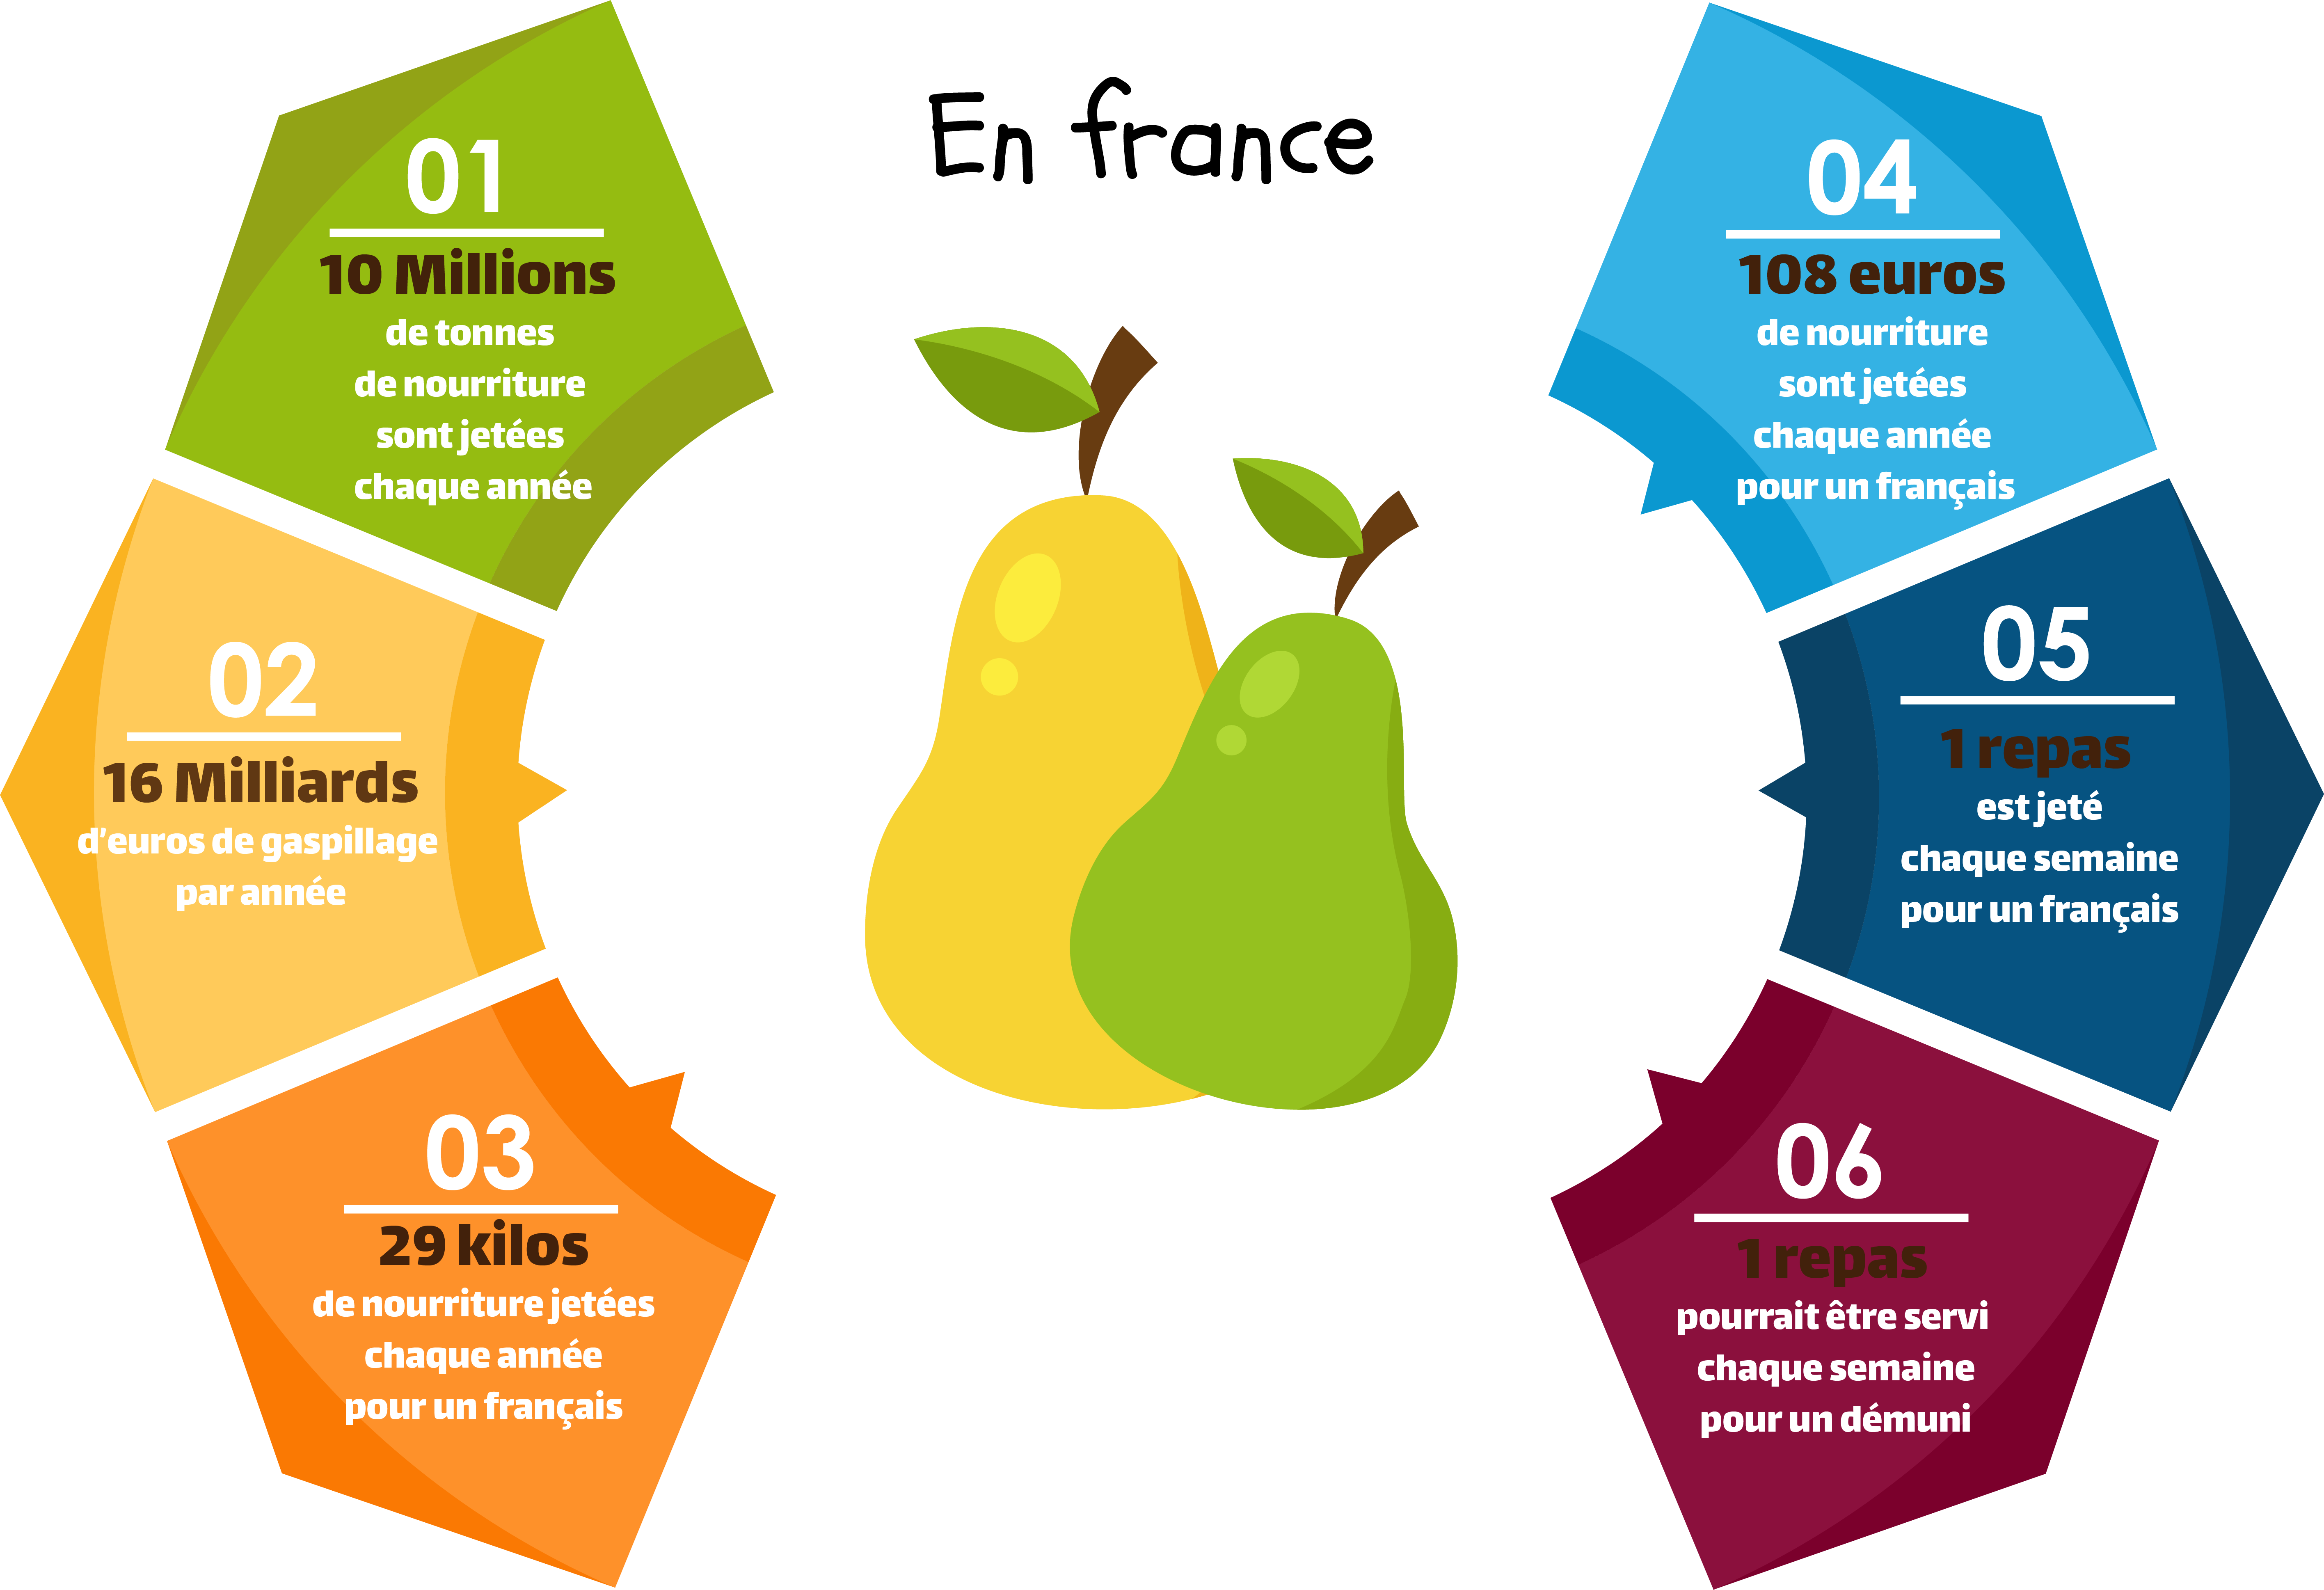 En france
01
10 Millions
de tonnes
de nourriture
sont jetées
chaque année
02
16 Milliards
d'euros de gaspillage
par année
03
29 kilos
de nourriture jetées
chaque année
pour un français
04
108 euros
de nourriture
sont jetées
chaque année
pour un français
05
1 repas
est jeté
chaque semaine
pour un français
06
1 repas
pourrait être servi
chaque semaine
pour un démuni